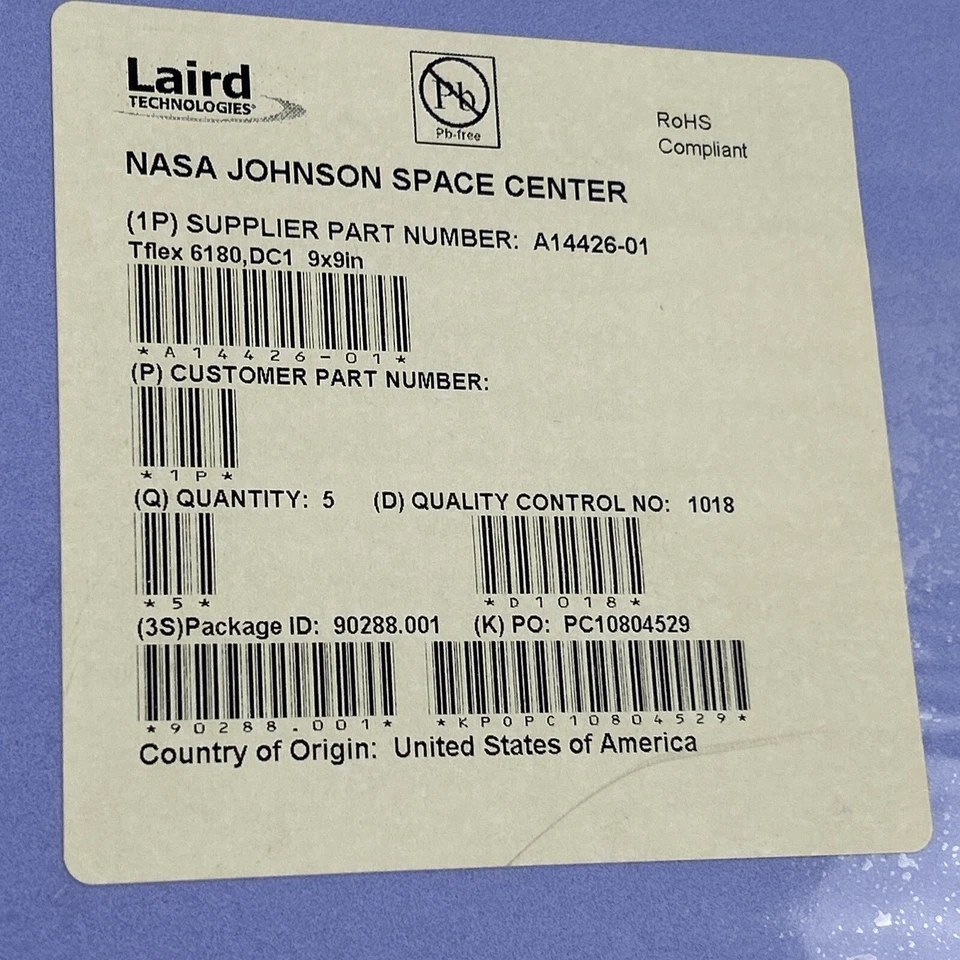 Laird
TECHNOLOGIES®
Pb
Pb-free
RoHS
Compliant
NASA JOHNSON SPACE CENTER
(1P) SUPPLIER PART NUMBER: A14426-01
Tflex 6180,DC1 9x9in
*A14426-01*
(P) CUSTOMER PART NUMBER:
*1P*
(Q) QUANTITY: 5 (D) QUALITY CONTROL NO: 1018
*5* *D1018*
(3S)Package ID: 90288.001 (K) PO: PC10804529
*90288.001* *KPOPC10804529*
Country of Origin: United States of America